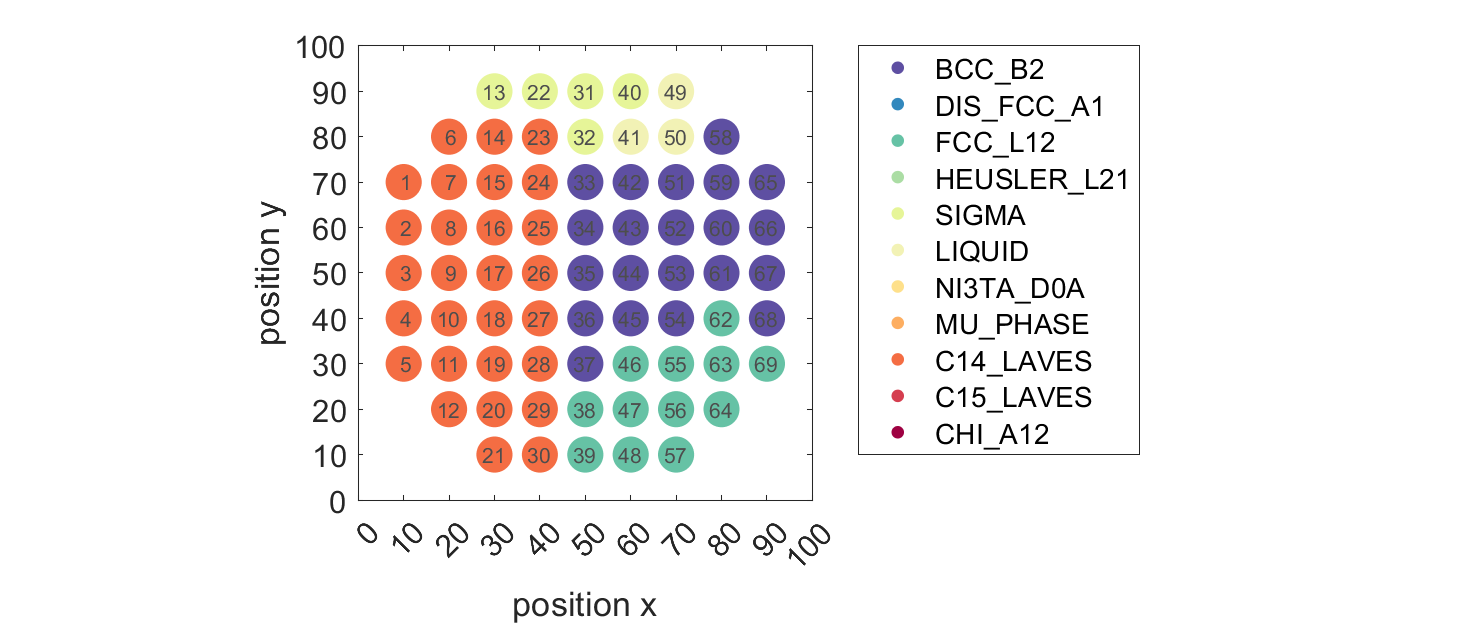 100
90 13 22 31 40 49
80 6 14 23 32 41 50 58
70 1 7 15 24 33 42 51 59 65
60 2 8 16 25 34 43 52 60 66
50 3 9 17 26 35 44 53 61 67
40 4 10 18 27 36 45 54 62 68
30 5 11 19 28 37 46 55 63 69
20 12 20 29 38 47 56 64
10 21 30 39 48 57
0
position y
0 10 20 30 40 50 60 70 80 90 100
position x
BCC_B2
DIS_FCC_A1
FCC_L12
HEUSLER_L21
SIGMA
LIQUID
NI3TA_D0A
MU_PHASE
C14_LAVES
C15_LAVES
CHI_A12